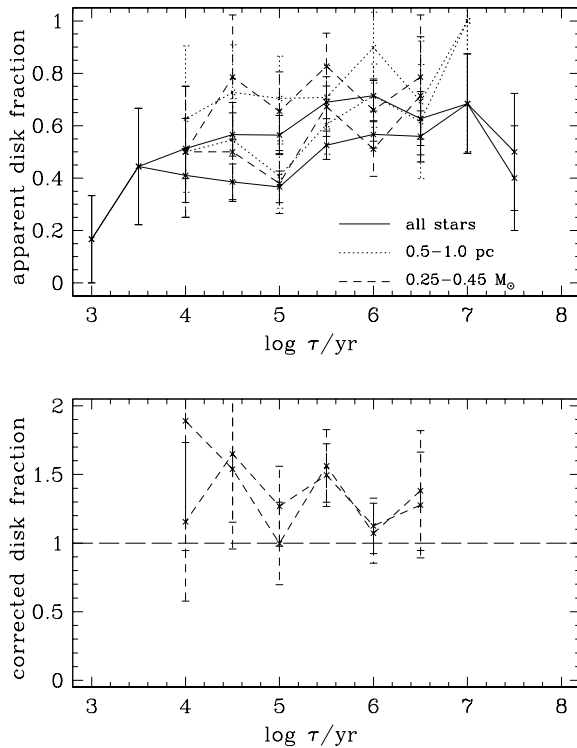 1
0.8
0.6
0.4
0.2
0
apparent disk fraction
all stars
0.5−1.0 pc
0.25−0.45 M⊙
3 4 5 6 7 8
log τ/yr
2
1.5
1
0.5
0
corrected disk fraction
3 4 5 6 7 8
log τ/yr